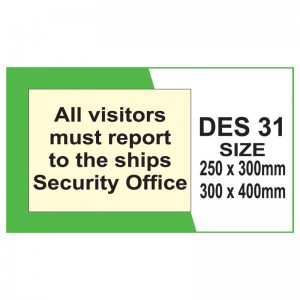 All visitors
must report
to the ships
Security Office
DES 31
SIZE
250 x 300mm
300 x 400mm